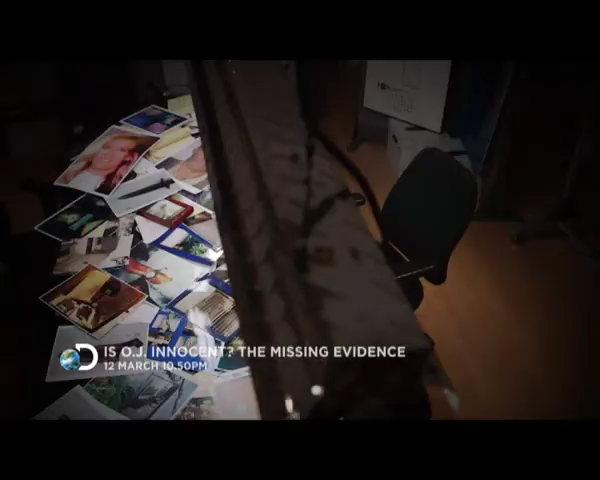 IS O.J. INNOCENT? THE MISSING EVIDENCE
12 MARCH 10.50PM